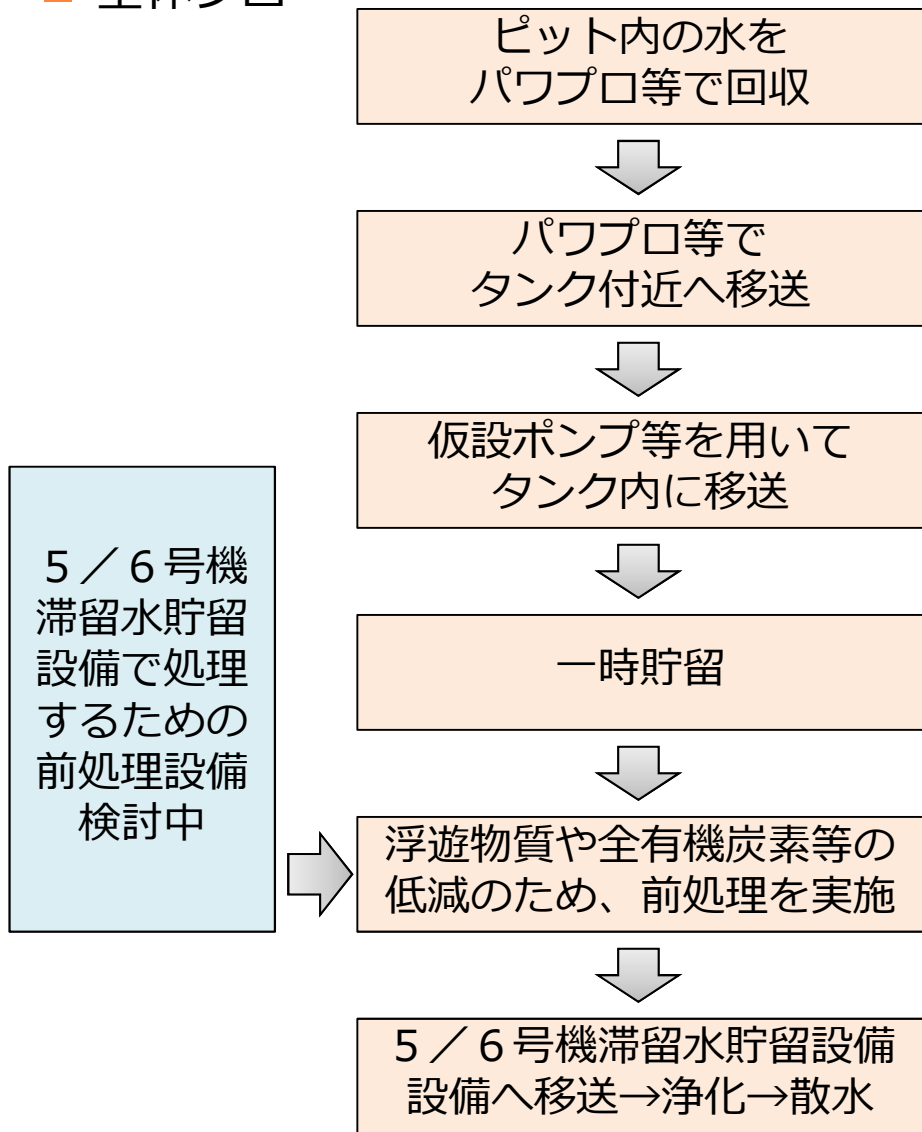 ピット内の水を
パワプロ等で回収
パワプロ等で
タンク付近へ移送
仮設ポンプ等を用いて
タンク内に移送
一時貯留
5／6号機
滞留水貯留
設備で処理
するための
前処理設備
検討中
浮遊物質や全有機炭素等の
低減のため、前処理を実施
5／6号機滞留水貯留設備
設備へ移送→浄化→散水